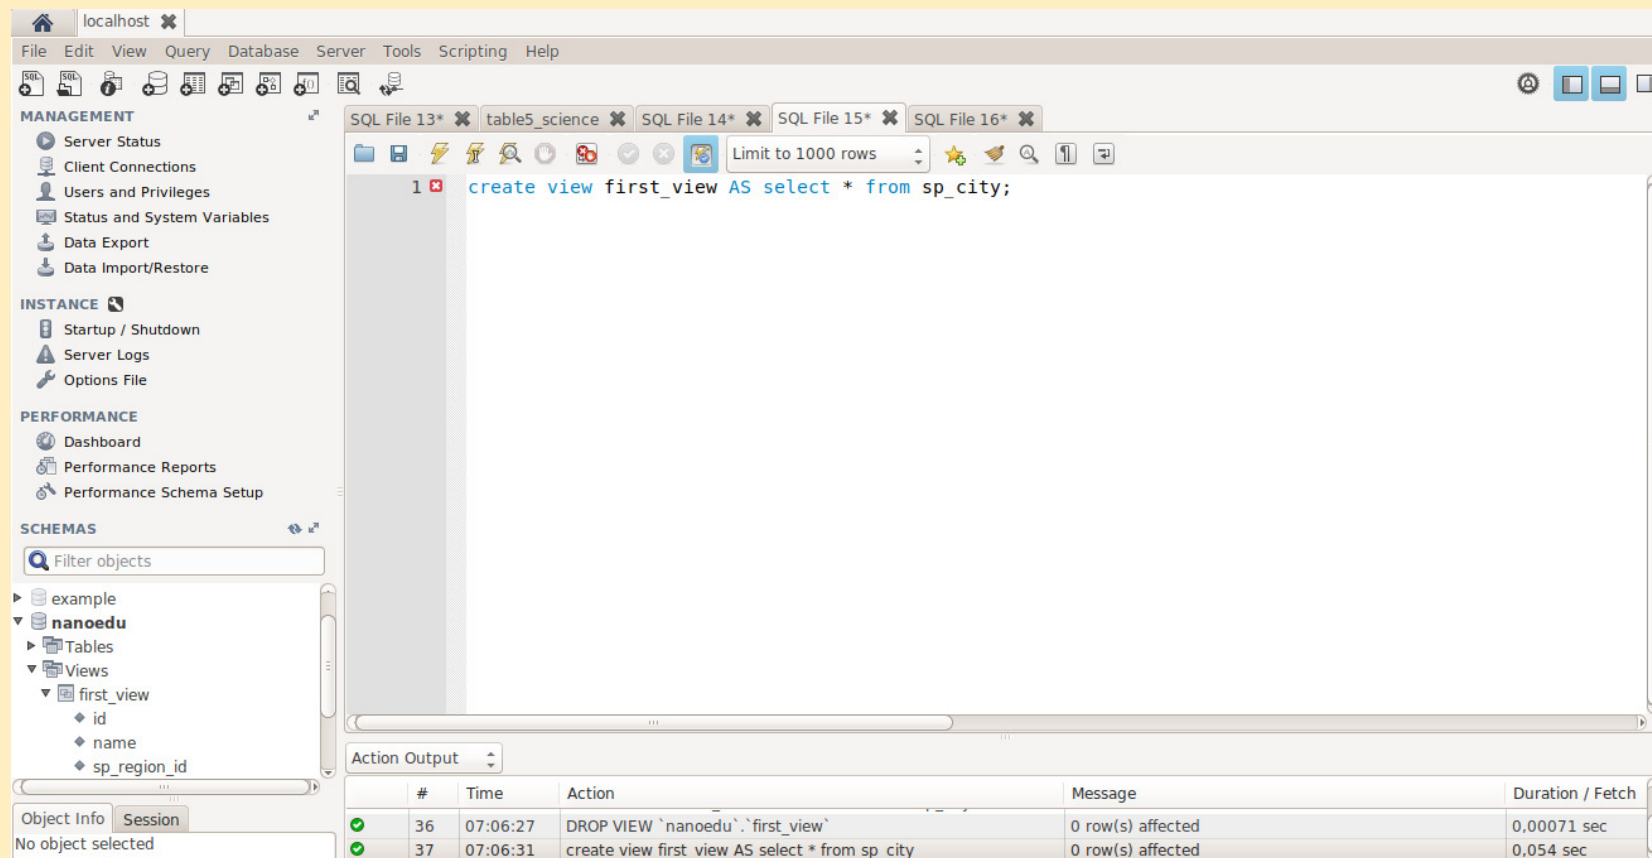 localhost
File Edit View Query Database Server Tools Scripting Help
MANAGEMENT
Server Status
Client Connections
Users and Privileges
Status and System Variables
Data Export
Data Import/Restore
INSTANCE
Startup / Shutdown
Server Logs
Options File
PERFORMANCE
Dashboard
Performance Reports
Performance Schema Setup
SCHEMAS
Filter objects
example
nanoedu
Tables
Views
first_view
id
name
sp_region_id
Object Info Session
No object selected
SQL File 13* table5_science SQL File 14* SQL File 15* SQL File 16*
Limit to 1000 rows
1 create view first_view AS select * from sp_city;
Action Output
# Time Action Message Duration / Fetch
36 07:06:27 DROP VIEW `nanoedu`.`first_view` 0 row(s) affected 0,00071 sec
37 07:06:31 create view first_view AS select * from sp_city 0 row(s) affected 0,054 sec